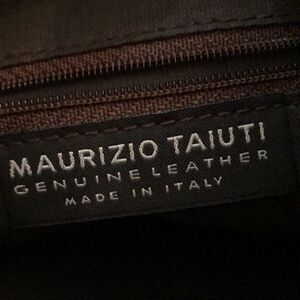 MAURIZIO TAIUTI
GENUINE LEATHER
MADE IN ITALY